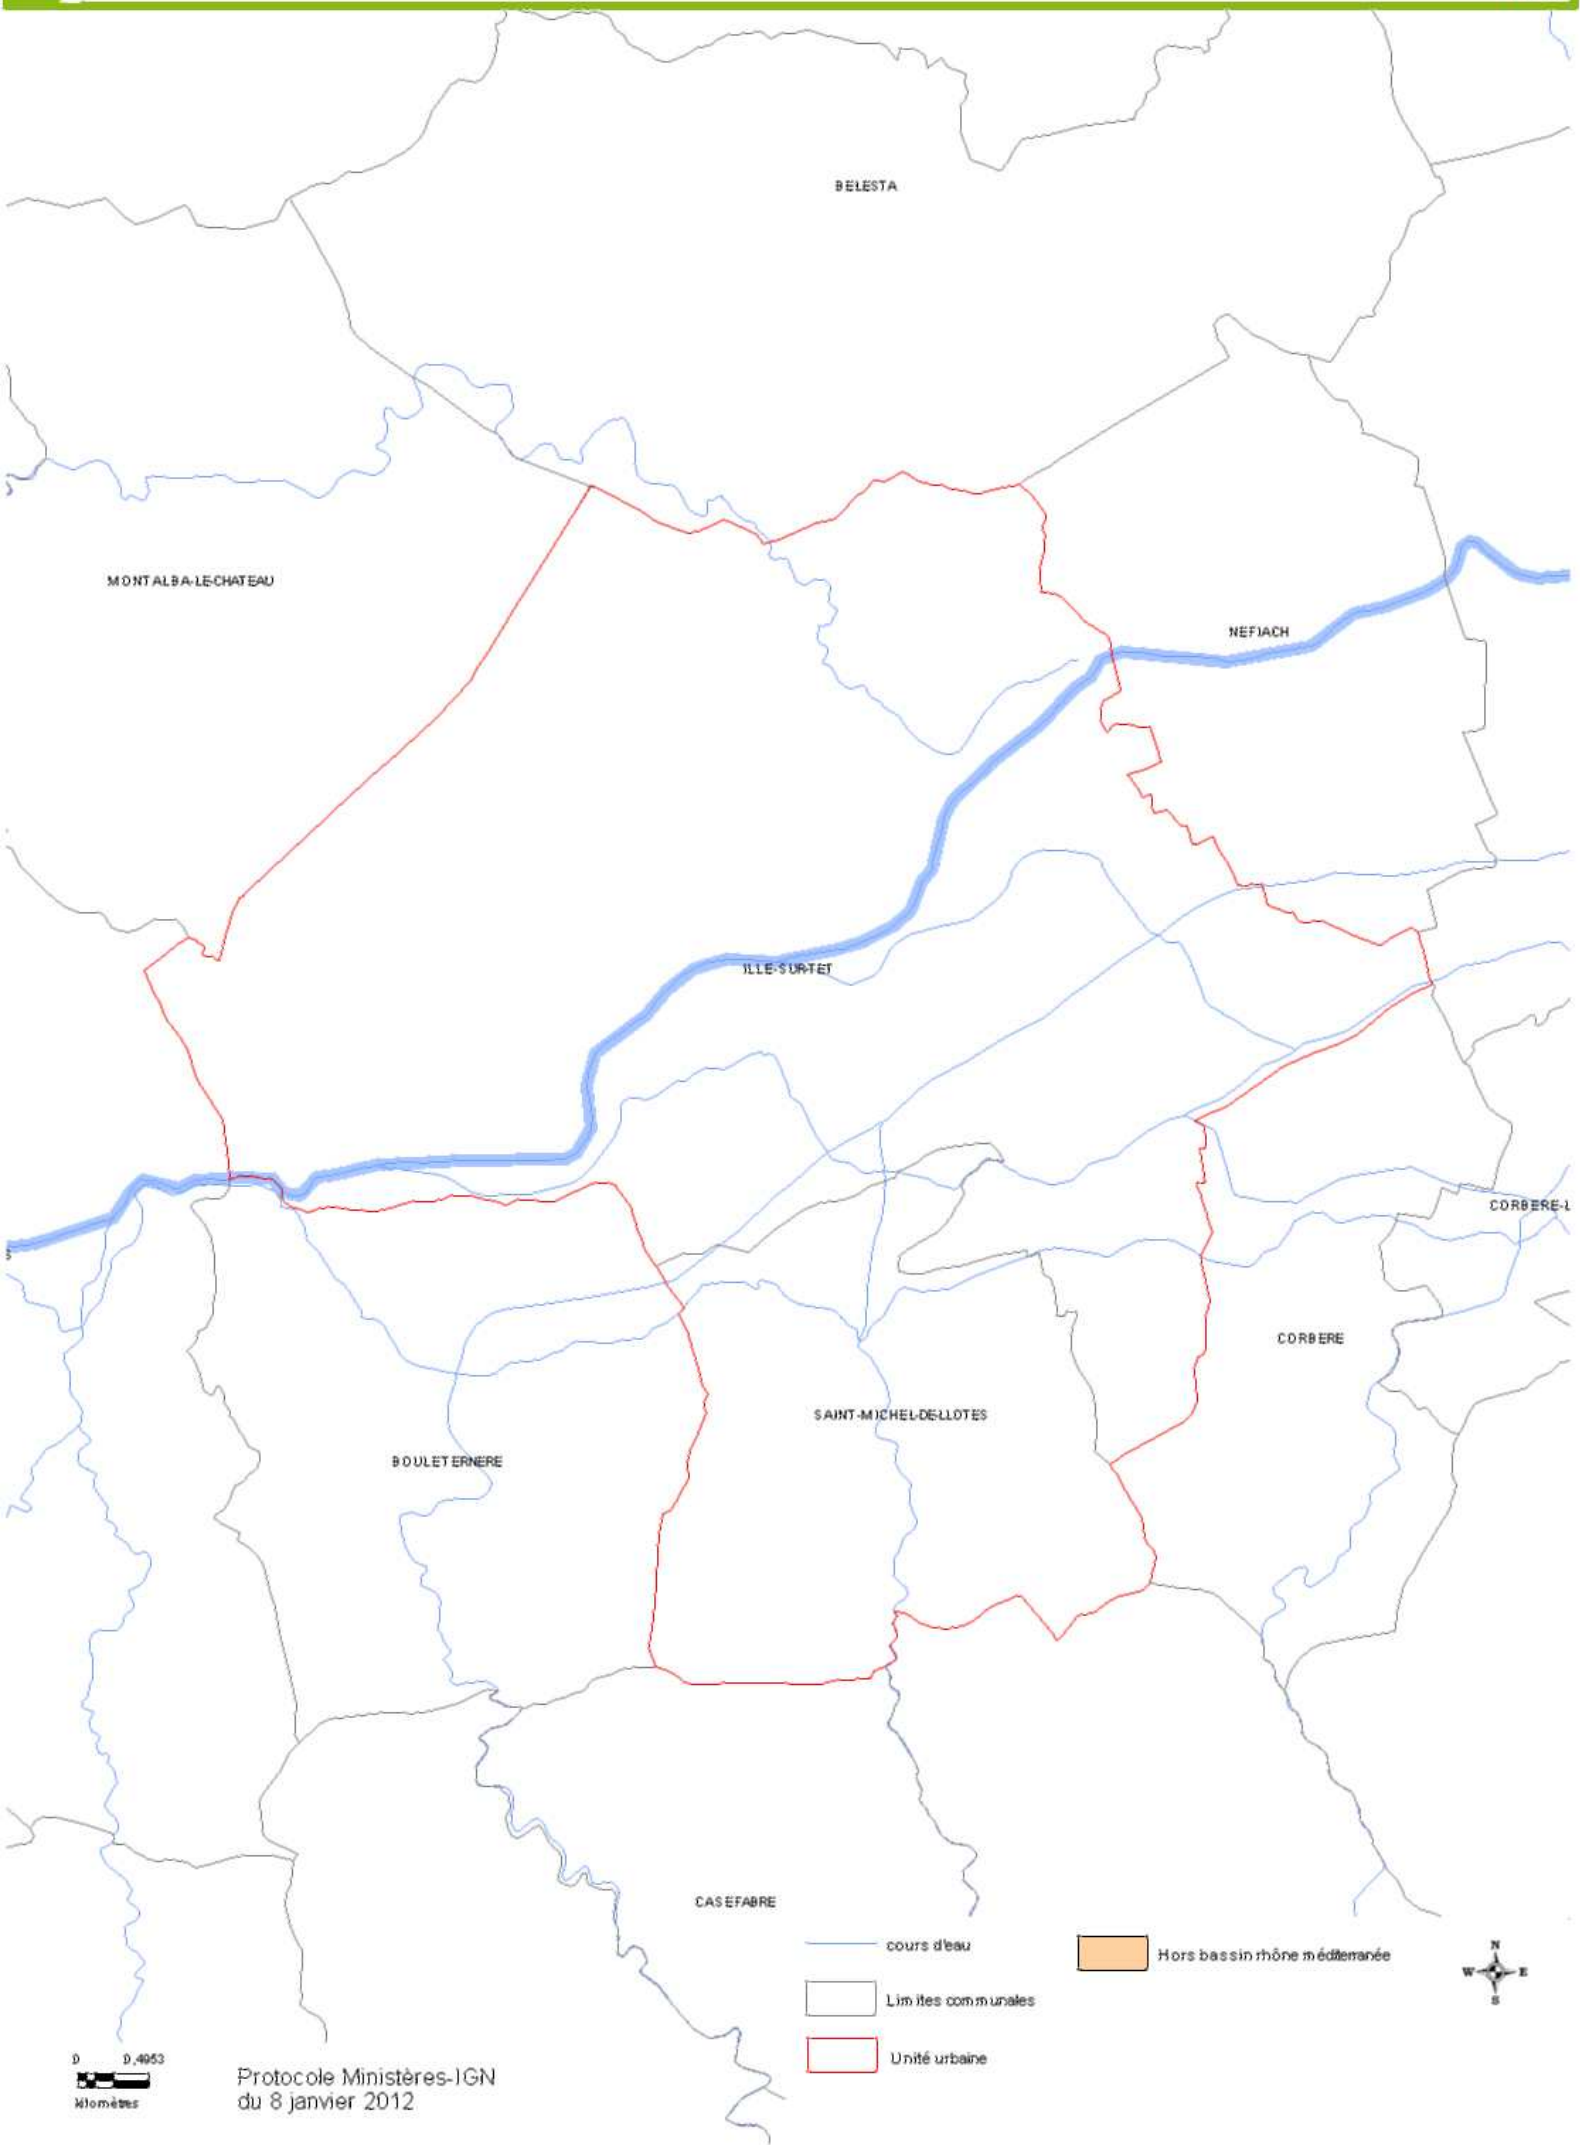 BELESTA
MONTALBA-LE-CHATEAU
NEFIACH
ILLE-SUR-TET
CORBERE-L
S
CORBERE
SAINT-MICHEL-DE-LLOTES
BOULETERNERE
CASEFABRE
cours d'eau
Hors bassin rhône méditerranée
Limites communales
Unité urbaine
N
W E
S
0 0,4953
kilomètres
Protocole Ministères-IGN
du 8 janvier 2012